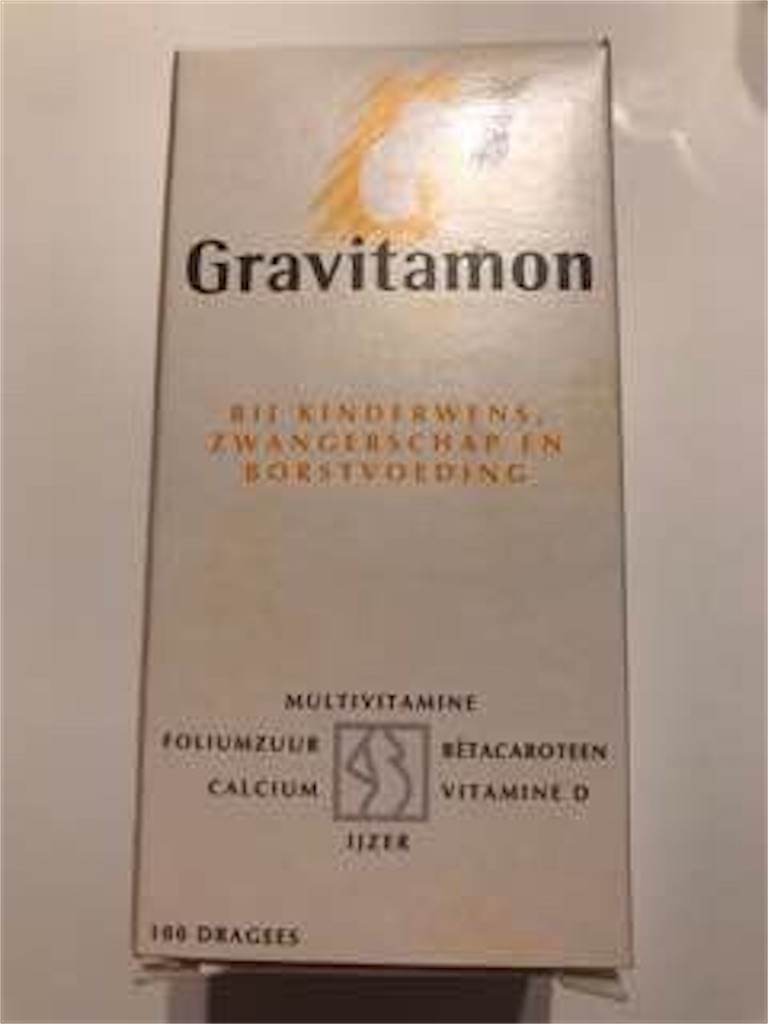 Gravitamon
BIJ KINDERWENS,
ZWANGERSCHAP EN
BORSTVOEDING
MULTIVITAMINE
FOLIUMZUUR
BÈTACAROTEEN
CALCIUM
VITAMINE D
IJZER
100 DRAGEES